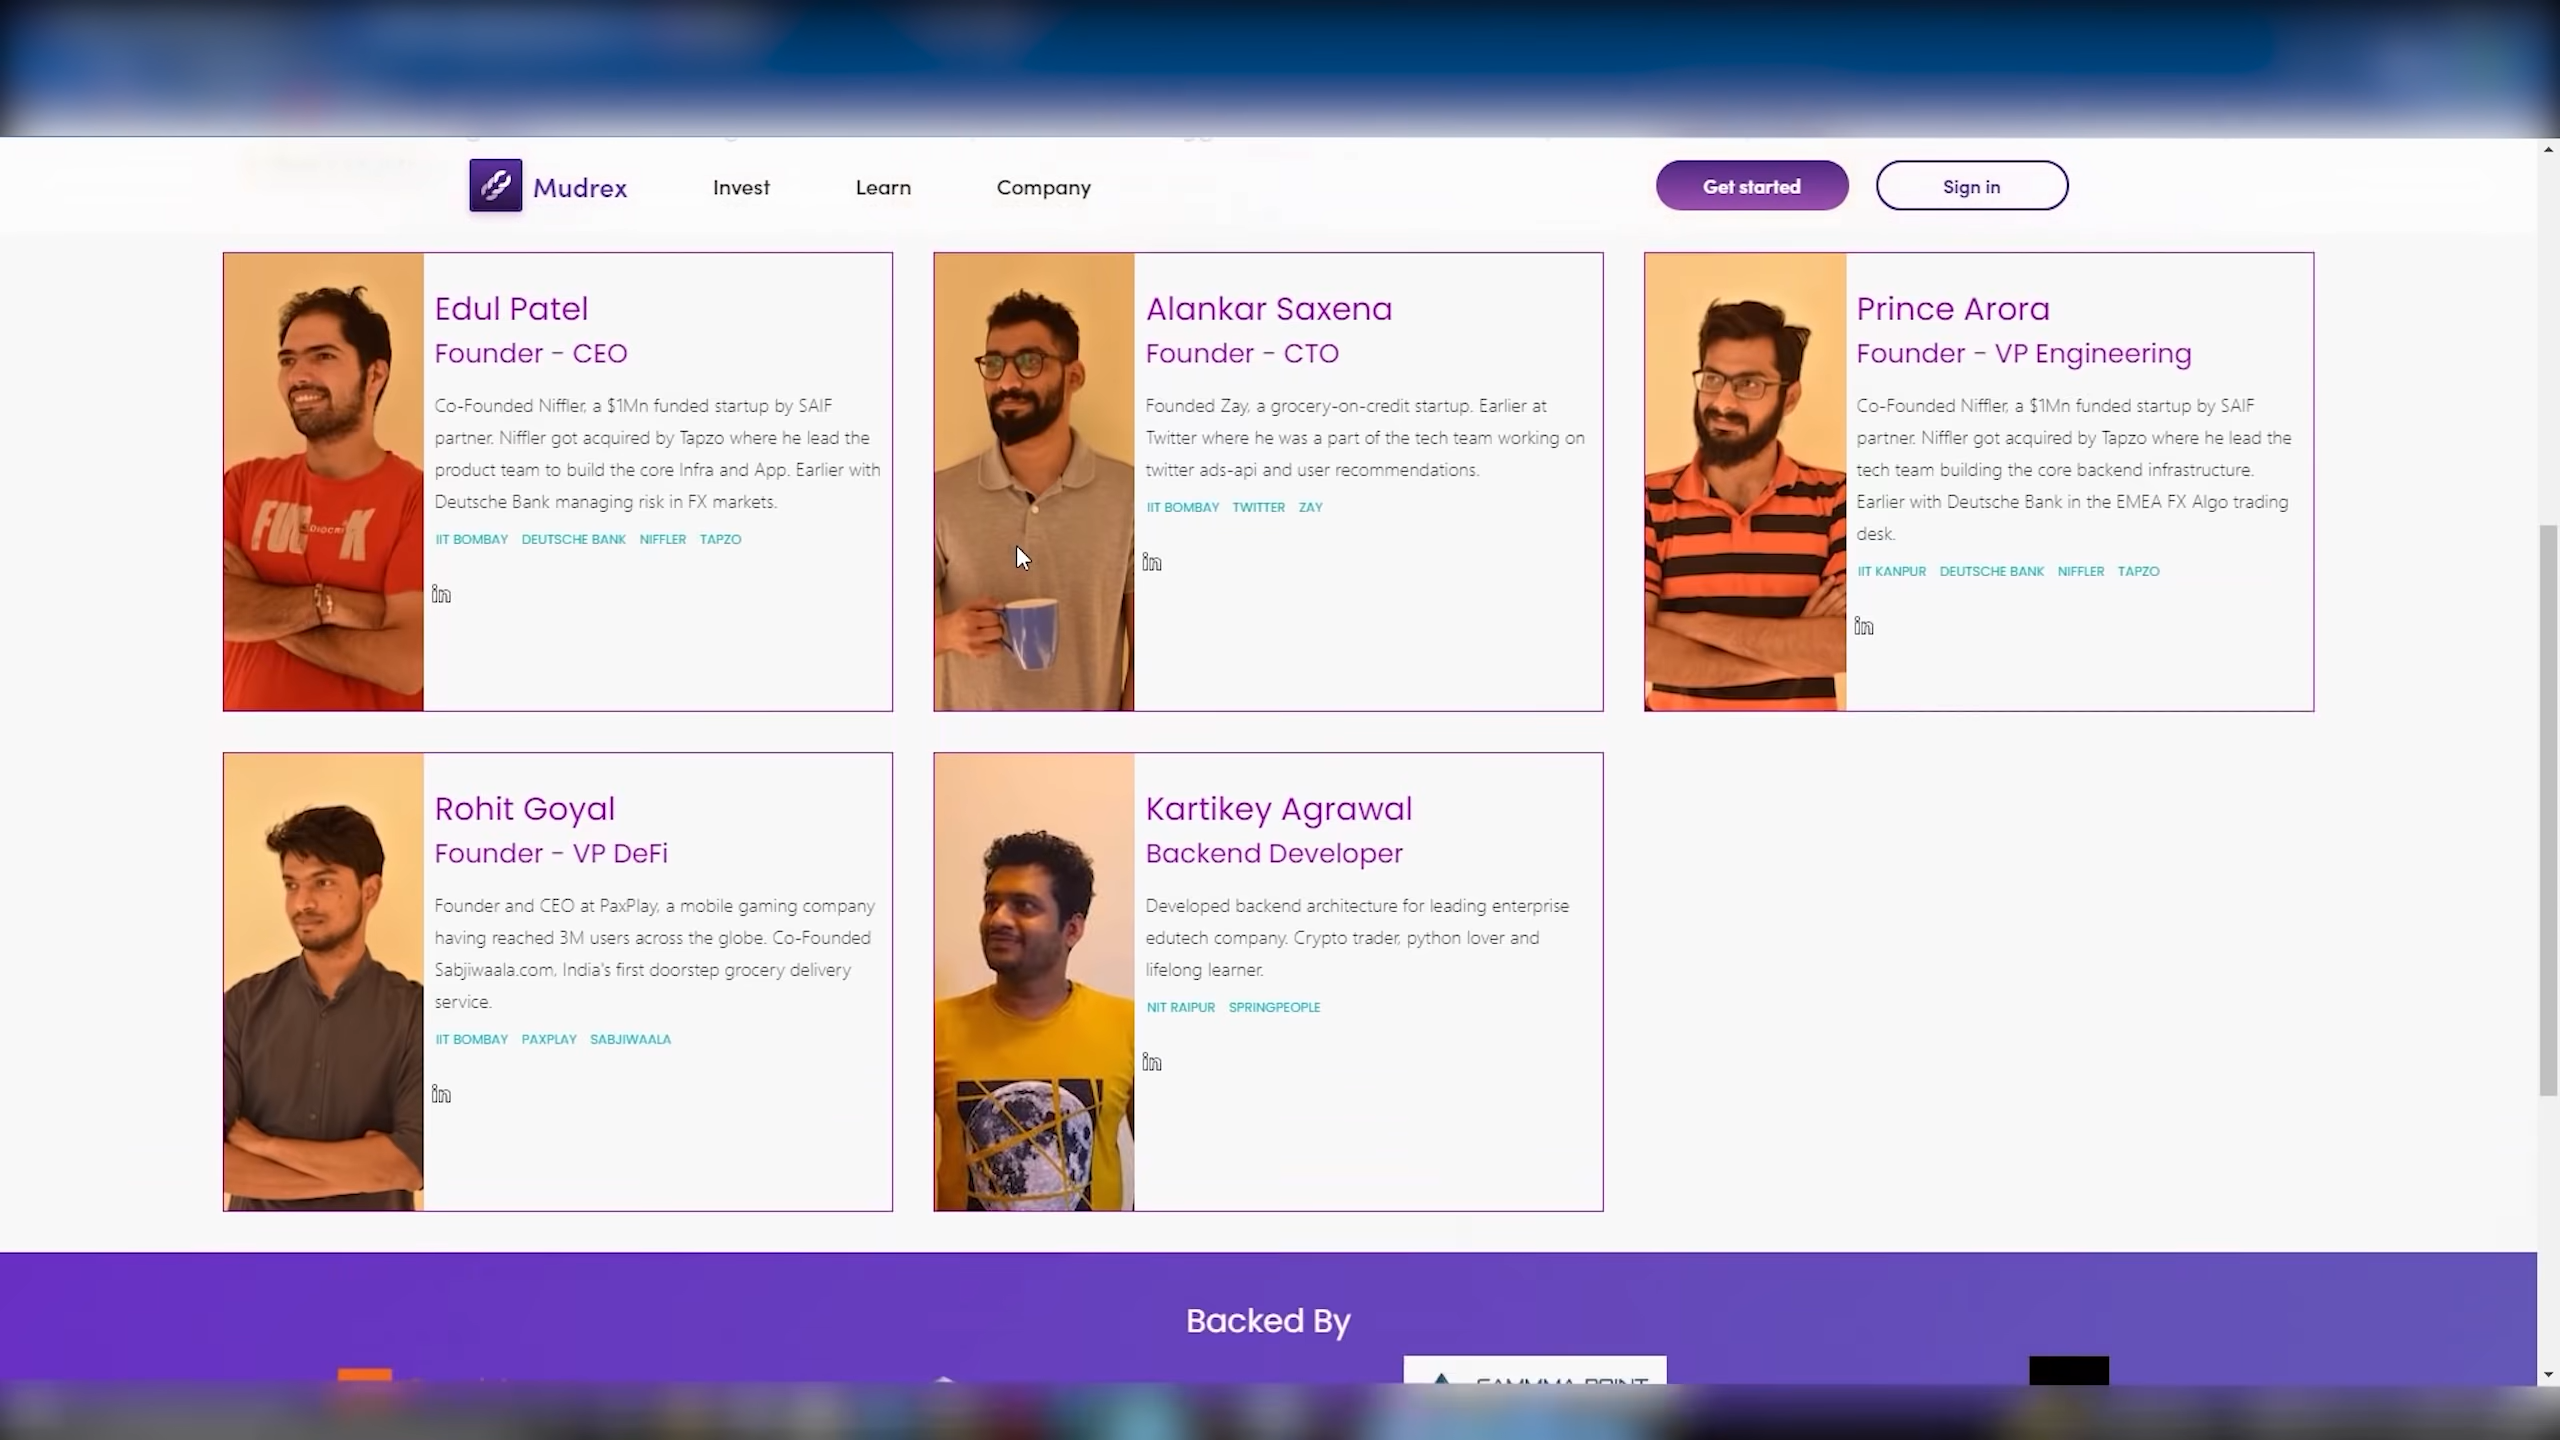 Mudrex
Invest
Learn
Company
Get started
Sign in
Edul Patel
Founder - CEO
Co-Founded Niffler, a $1Mn funded startup by SAIF
partner. Niffler got acquired by Tapzo where he lead the
product team to build the core Infra and App. Earlier with
Deutsche Bank managing risk in FX markets.
IIT BOMBAY DEUTSCHE BANK NIFFLER TAPZO
in
Alankar Saxena
Founder - CTO
Founded Zay, a grocery-on-credit startup. Earlier at
Twitter where he was a part of the tech team working on
twitter ads-api and user recommendations.
IIT BOMBAY TWITTER ZAY
in
Prince Arora
Founder - VP Engineering
Co-Founded Niffler, a $1Mn funded startup by SAIF
partner. Niffler got acquired by Tapzo where he lead the
tech team building the core backend infrastructure.
Earlier with Deutsche Bank in the EMEA FX Algo trading
desk.
IIT KANPUR DEUTSCHE BANK NIFFLER TAPZO
in
Rohit Goyal
Founder - VP DeFi
Founder and CEO at PaxPlay, a mobile gaming company
having reached 3M users across the globe. Co-Founded
Sabjiwaala.com, India's first doorstep grocery delivery
service.
IIT BOMBAY PAXPLAY SABJIWAALA
in
Kartikey Agrawal
Backend Developer
Developed backend architecture for leading enterprise
edutech company. Crypto trader, python lover and
lifelong learner.
NIT RAIPUR SPRINGPEOPLE
in
Backed By